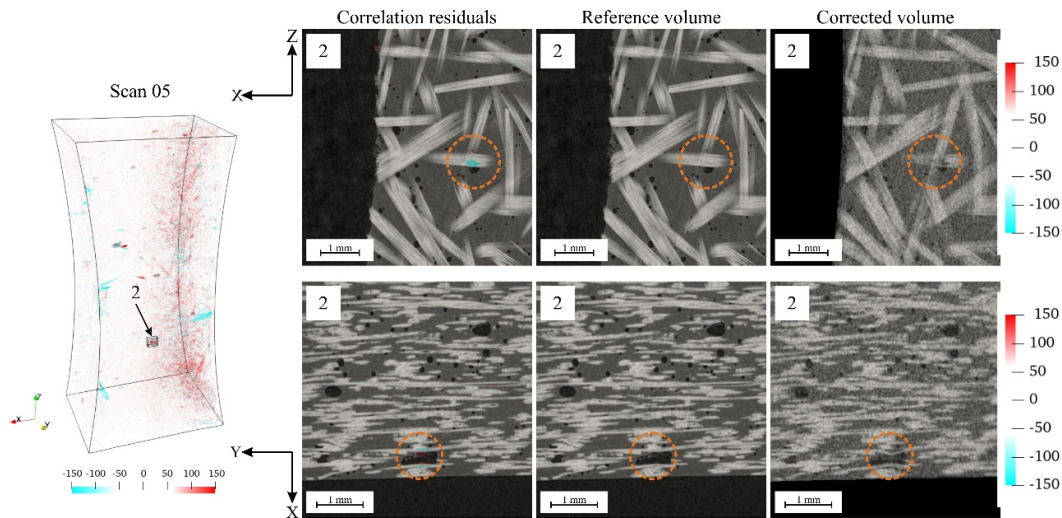 Correlation residuals
Reference volume
Corrected volume
Z
X
2
1 mm
2
1 mm
2
1 mm
150
100
50
0
-50
-100
-150
Scan 05
2
Z
X
Y
-150 -100 -50 0 50 100 150
Y
X
2
1 mm
2
1 mm
2
1 mm
150
100
50
0
-50
-100
-150